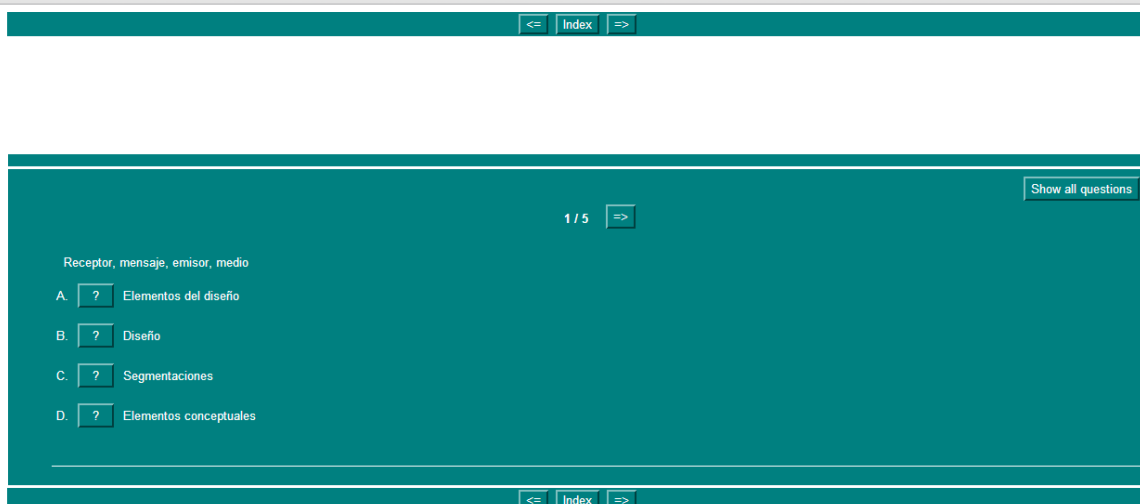 <= Index =>
Show all questions
1 / 5 =>
Receptor, mensaje, emisor, medio
A. ? Elementos del diseño
B. ? Diseño
C. ? Segmentaciones
D. ? Elementos conceptuales
<= Index =>